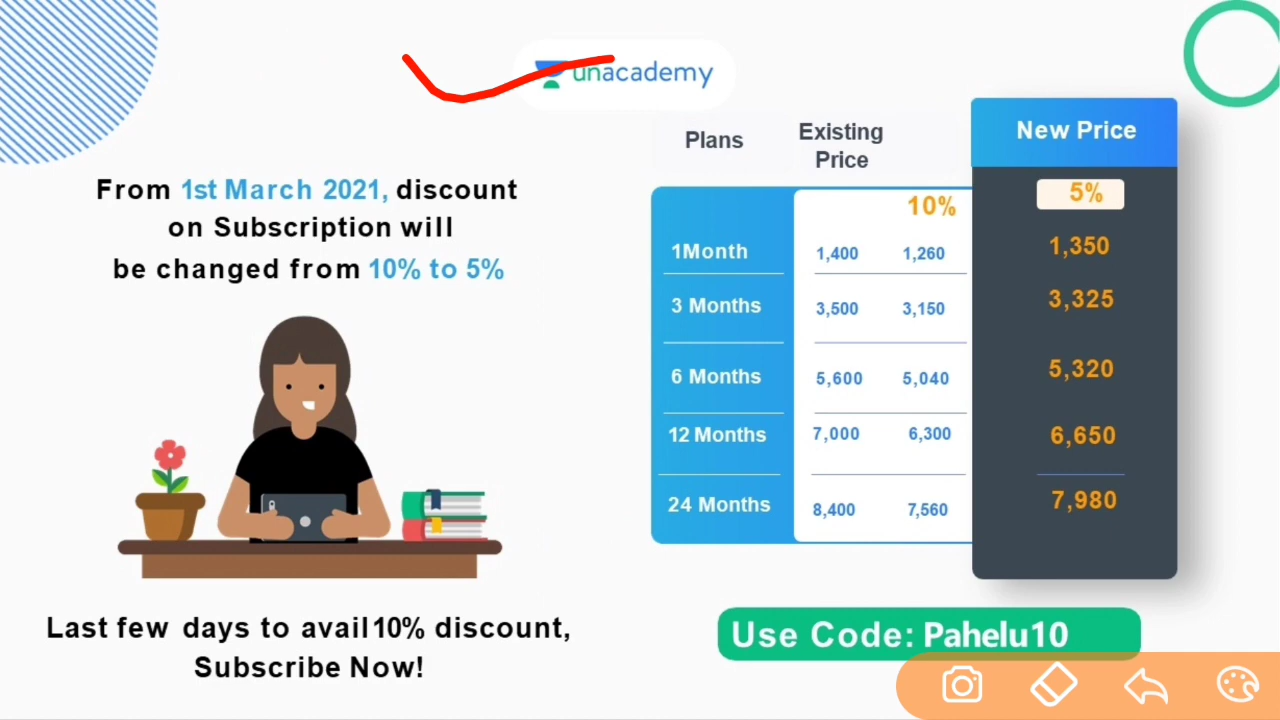 unacademy
From 1st March 2021, discount
on Subscription will
be changed from 10% to 5%
Last few days to avail 10% discount,
Subscribe Now!
Plans Existing Price New Price
10% 5%
1Month 1,400 1,260 1,350
3 Months 3,500 3,150 3,325
6 Months 5,600 5,040 5,320
12 Months 7,000 6,300 6,650
24 Months 8,400 7,560 7,980
Use Code: Pahelu10